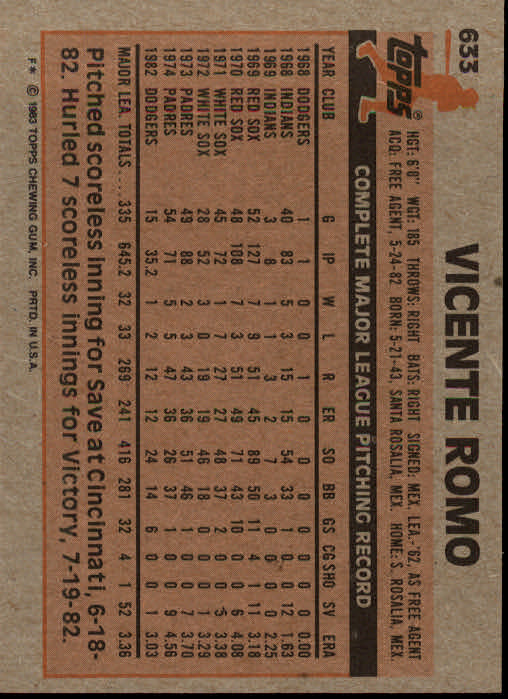 633
topps®
VICENTE ROMO
HGT: 6'0" WGT: 185 THROWS: RIGHT BATS: RIGHT SIGNED: MEX. LEA.-'62, AS FREE AGENT
ACQ: FREE AGENT, 5-24-82 BORN: 5-21-43, SANTA ROSALIA, MEX. HOME: S. ROSALIA, MEX
COMPLETE MAJOR LEAGUE PITCHING RECORD
YEAR CLUB G IP W L R ER SO BB GS CG SHO SV ERA
1968 DODGERS 1 1 0 0 1 0 0 0 0 0 0 0 0.00
1968 INDIANS 40 83 5 3 15 15 54 33 1 0 0 12 1.63
1969 INDIANS 3 8 1 1 3 2 7 3 0 0 0 0 2.25
1969 RED SOX 52 127 7 9 51 45 89 50 11 4 1 11 3.18
1970 RED SOX 48 108 7 3 51 49 71 43 10 0 0 6 4.08
1971 WHITE SOX 45 72 1 7 27 27 48 37 2 0 0 5 3.38
1972 WHITE SOX 28 52 3 0 19 19 46 18 0 0 0 1 3.29
1973 PADRES 49 88 2 3 43 36 51 46 1 0 0 7 3.70
1974 PADRES 54 71 5 5 47 36 26 37 1 0 0 9 4.56
1982 DODGERS 15 35.2 1 2 12 12 24 14 6 0 0 1 3.03
MAJOR LEA. TOTALS . . . . 335 645.2 32 33 269 241 416 281 32 4 1 52 3.36
Pitched scoreless inning for Save at Cincinnati, 6-18-
82. Hurled 7 scoreless innings for Victory, 7-19-82.
F* © 1983 TOPPS CHEWING GUM, INC. PRTD. IN U.S.A.